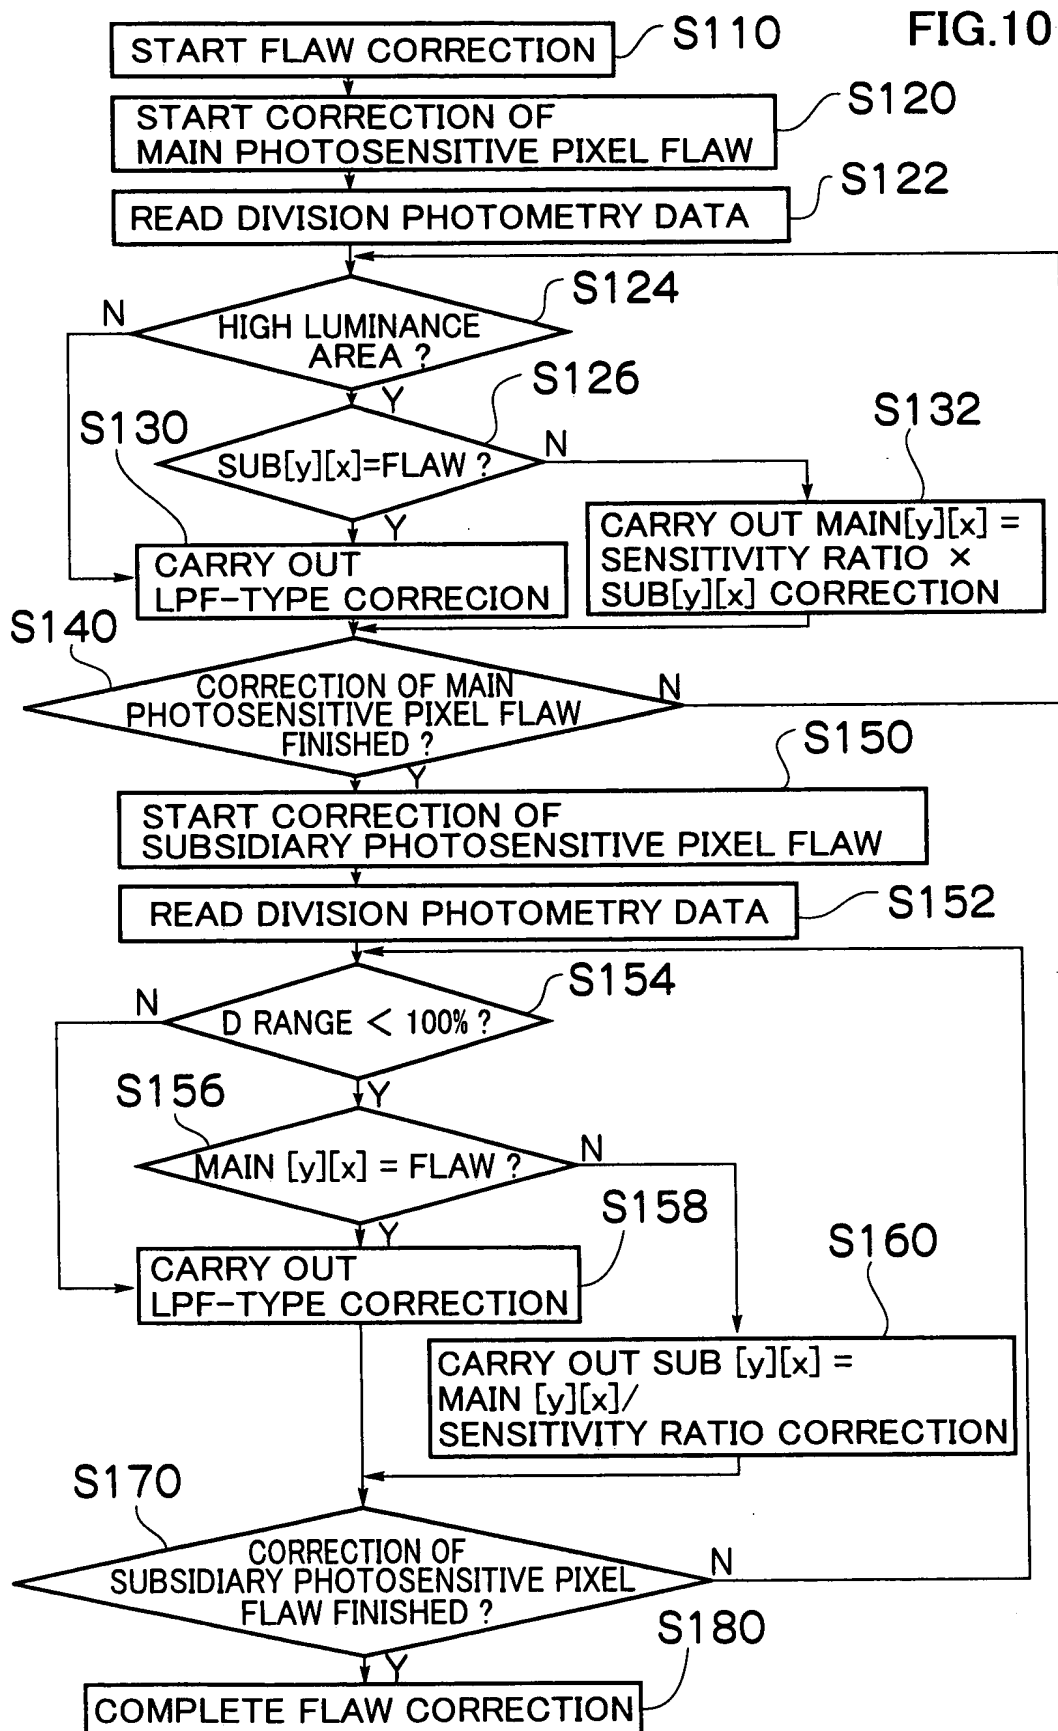 FIG.10
START FLAW CORRECTION
S110
START CORRECTION OF
MAIN PHOTOSENSITIVE PIXEL FLAW
S120
READ DIVISION PHOTOMETRY DATA
S122
HIGH LUMINANCE
AREA ?
S124
N
Y
SUB[y][x]=FLAW ?
S126
N
Y
S130
CARRY OUT
LPF-TYPE CORRECION
S132
CARRY OUT MAIN[y][x] =
SENSITIVITY RATIO ×
SUB[y][x] CORRECTION
S140
CORRECTION OF MAIN
PHOTOSENSITIVE PIXEL FLAW
FINISHED ?
N
Y
S150
START CORRECTION OF
SUBSIDIARY PHOTOSENSITIVE PIXEL FLAW
READ DIVISION PHOTOMETRY DATA
S152
D RANGE < 100% ?
S154
N
Y
S156
MAIN [y][x] = FLAW ?
N
Y
S158
CARRY OUT
LPF-TYPE CORRECTION
S160
CARRY OUT SUB [y][x] =
MAIN [y][x]/
SENSITIVITY RATIO CORRECTION
S170
CORRECTION OF
SUBSIDIARY PHOTOSENSITIVE PIXEL
FLAW FINISHED ?
N
Y
S180
COMPLETE FLAW CORRECTION